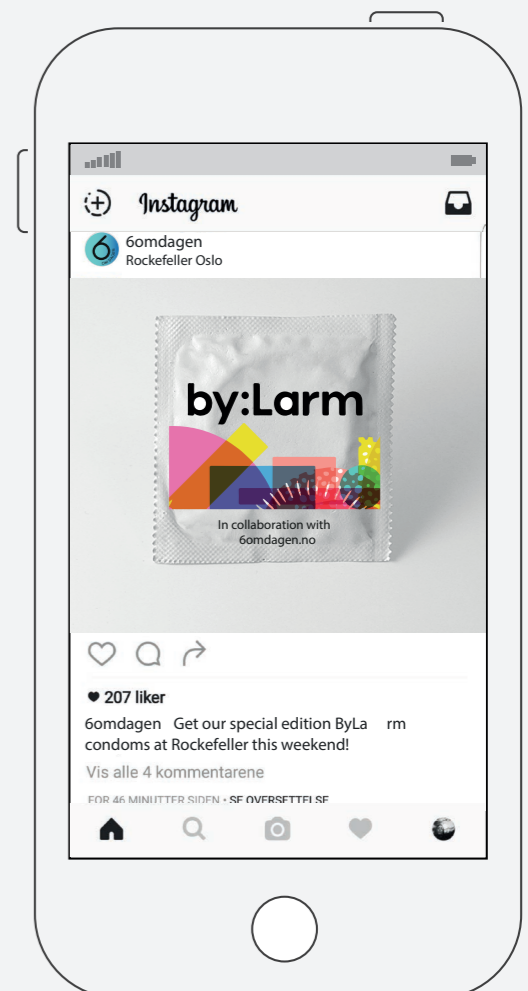 Instagram
6omdagen
Rockefeller Oslo
by:Larm
In collaboration with
6omdagen.no
207 liker
6omdagen Get our special edition ByLa rm
condoms at Rockefeller this weekend!
Vis alle 4 kommentarene
FOR 46 MINUTTER SIDEN • SE OVERSETTELSE